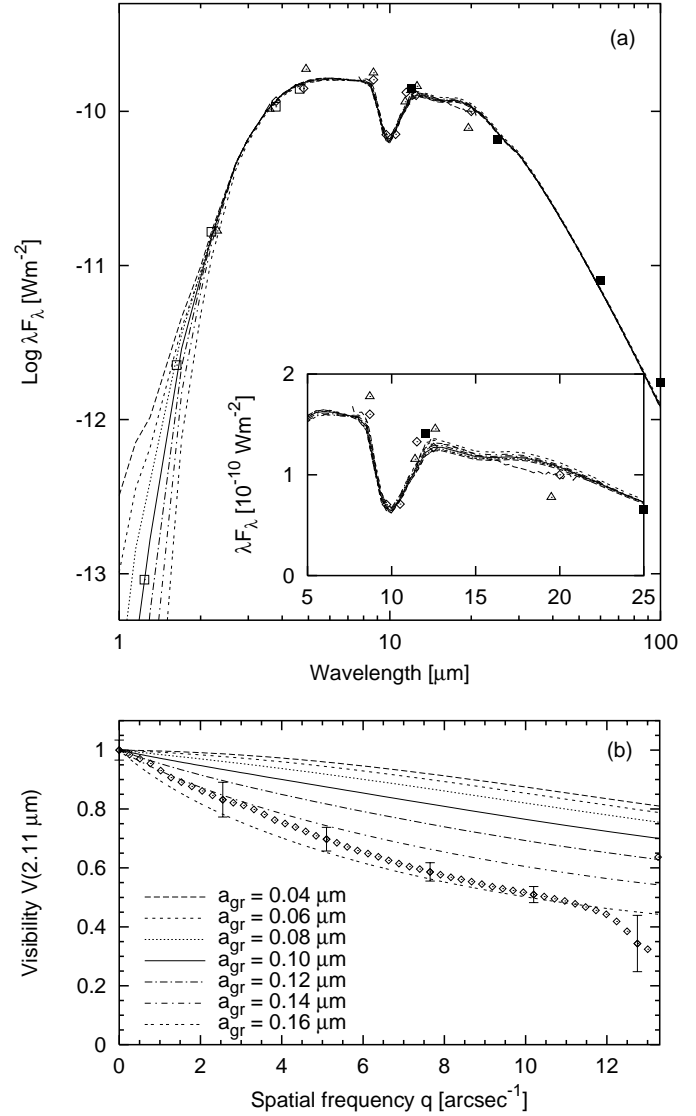 (a)
-10
-11
-12
-13
Log λF_λ [Wm⁻²]
1
10
100
Wavelength [μm]
2
1
0
λF_λ [10⁻¹⁰ Wm⁻²]
5
10
15
20
25
(b)
1
0.8
0.6
0.4
0.2
0
Visibility V(2.11 μm)
a_gr = 0.04 μm
a_gr = 0.06 μm
a_gr = 0.08 μm
a_gr = 0.10 μm
a_gr = 0.12 μm
a_gr = 0.14 μm
a_gr = 0.16 μm
0
2
4
6
8
10
12
Spatial frequency q [arcsec⁻¹]